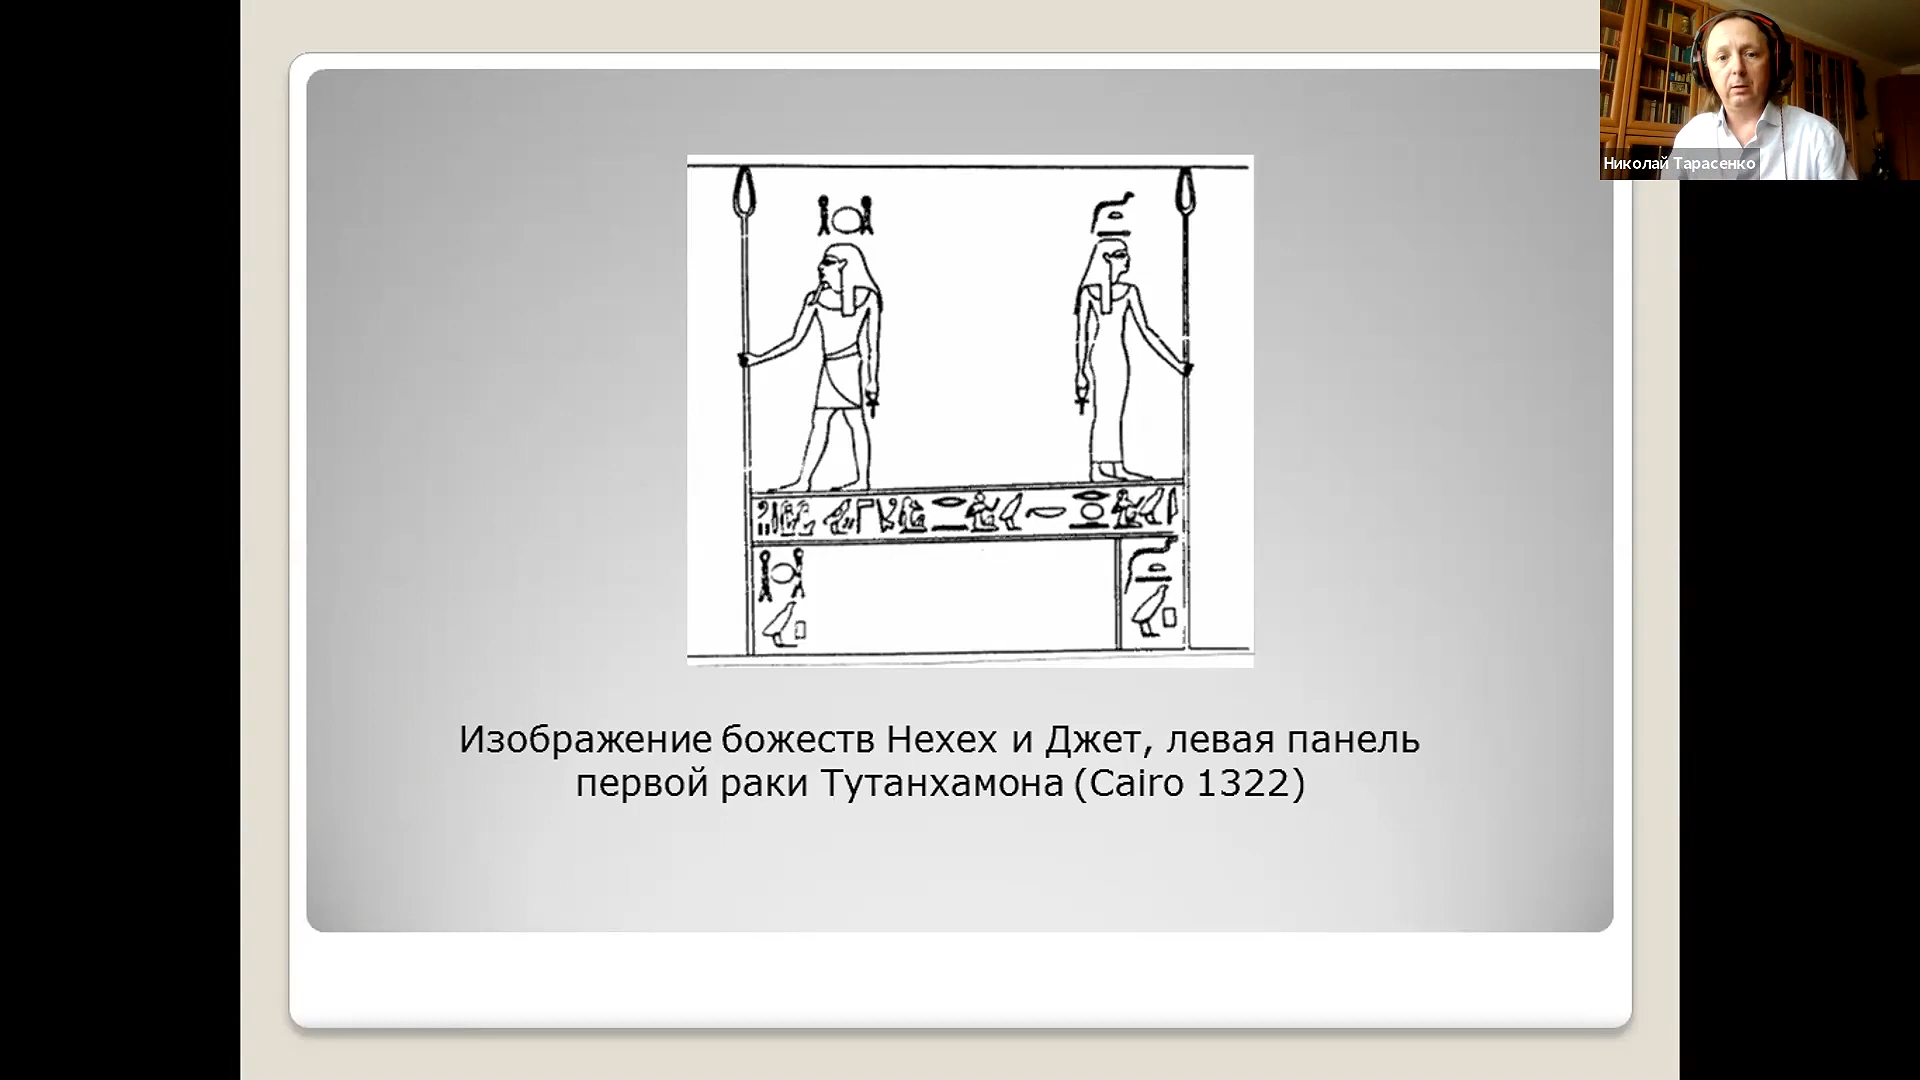 Николай Тарасенко
Изображение божеств Нехех и Джет, левая панель
первой раки Тутанхамона (Cairo 1322)